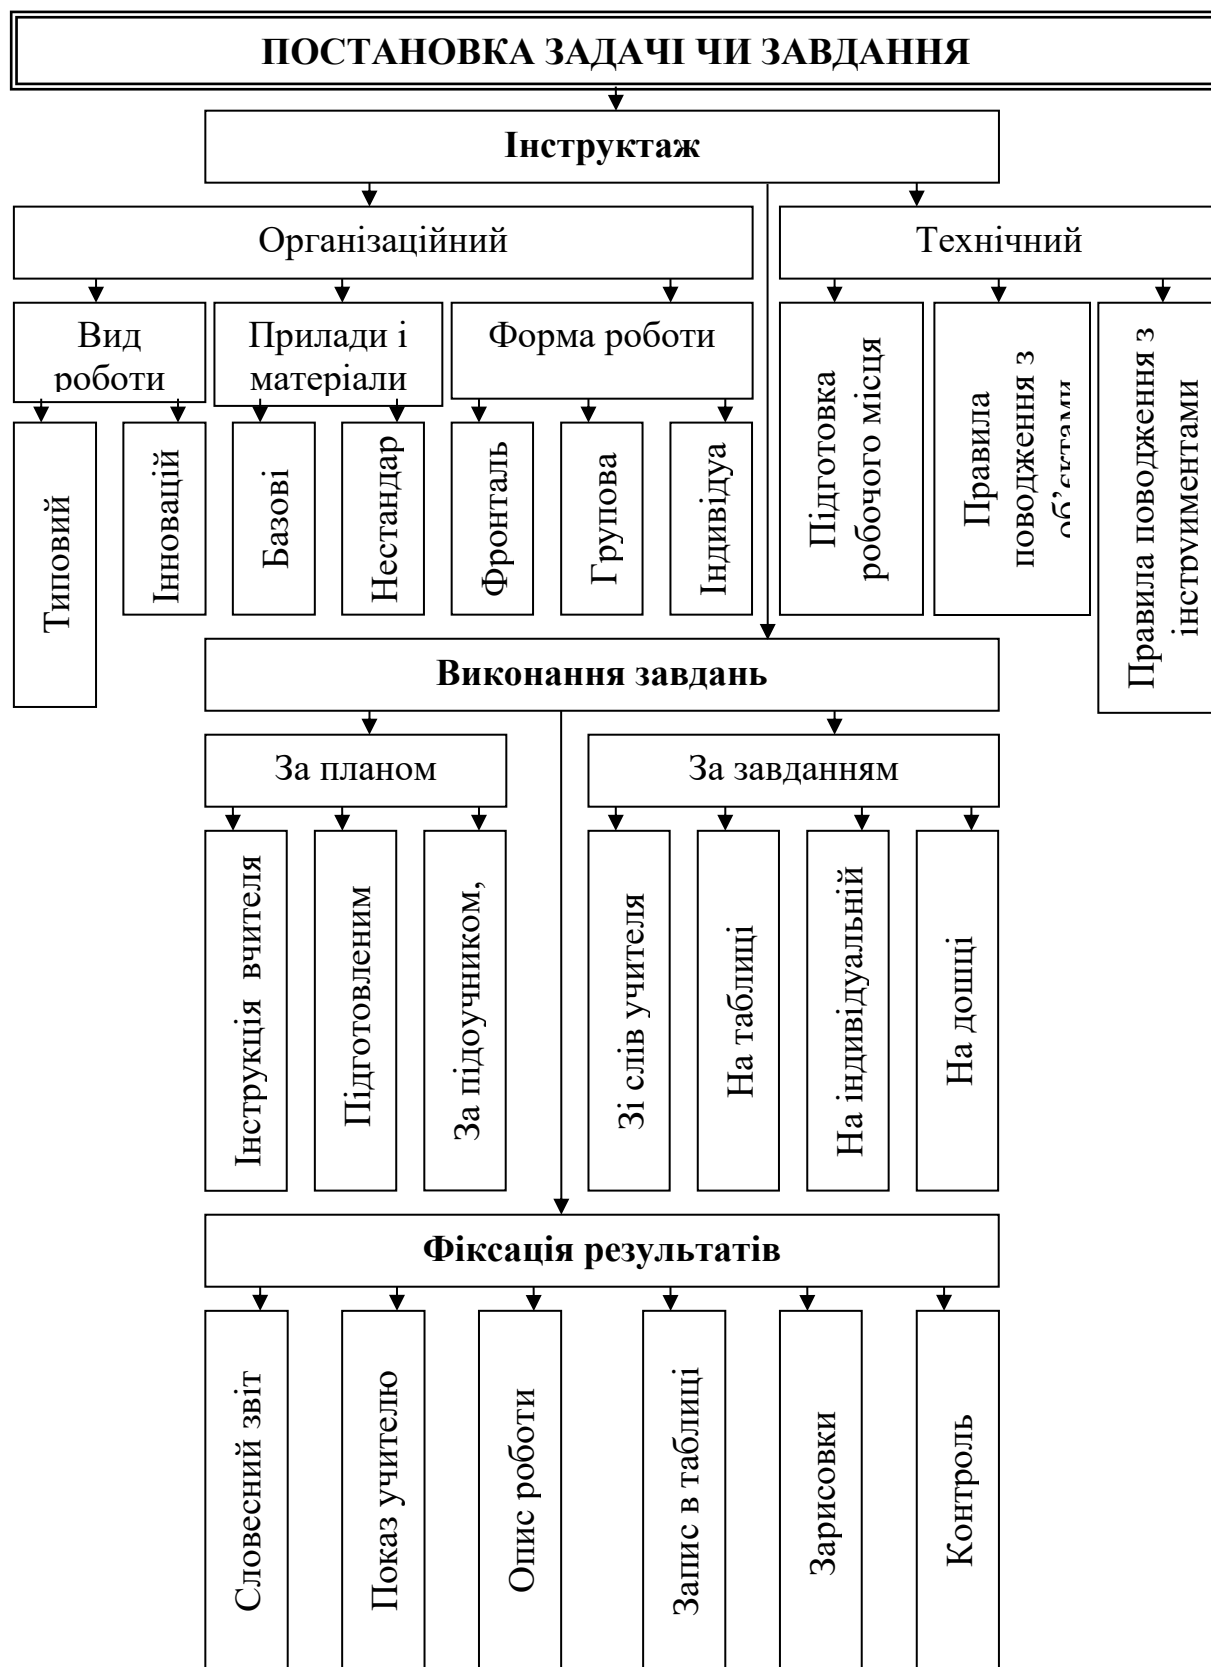 ПОСТАНОВКА ЗАДАЧІ ЧИ ЗАВДАННЯ
Інструктаж
Організаційний
Технічний
Вид
роботи
Прилади і
матеріали
Форма роботи
Типовий
Інновацій
Базові
Нестандар
Фронталь
Групова
Індивідуа
Підготовка
робочого місця
Правила
поводження з
об’єктами
Правила поводження з
інструментами
Виконання завдань
За планом
За завданням
Інструкція вчителя
Підготовленим
За підоучником,
Зі слів учителя
На таблиці
На індивідуальній
На дошці
Фіксація результатів
Словесний звіт
Показ учителю
Опис роботи
Запис в таблиці
Зарисовки
Контроль